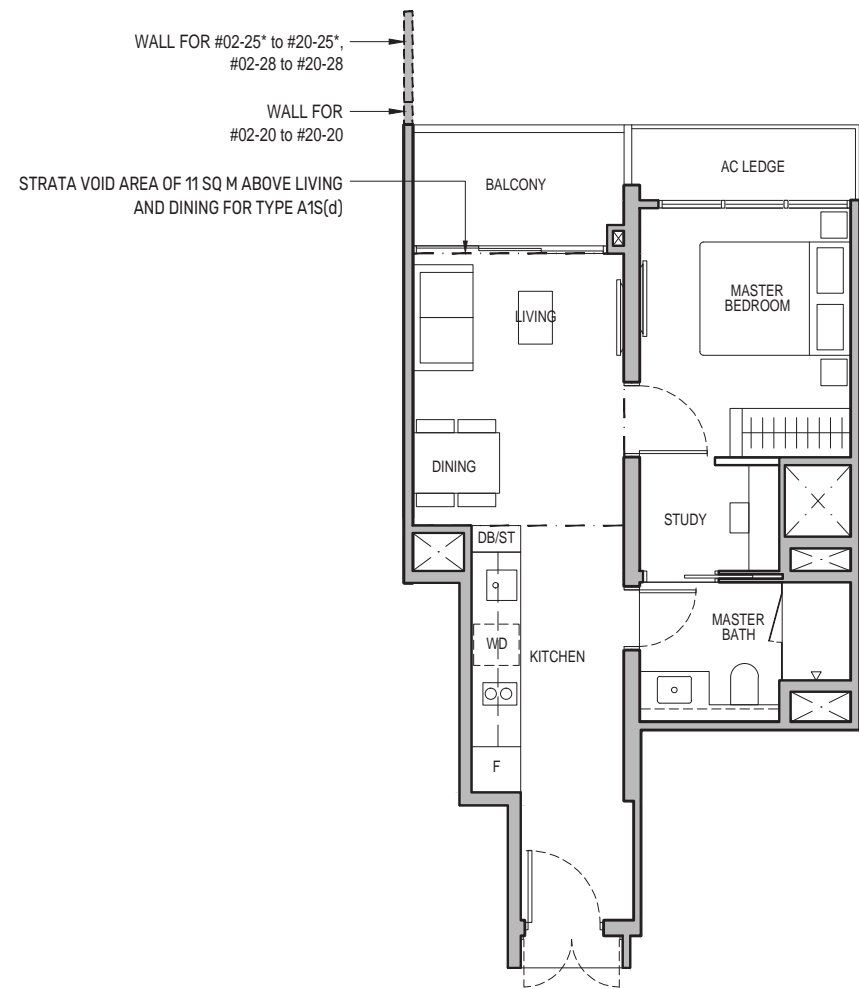 WALL FOR #02-25* to #20-25*,
#02-28 to #20-28
WALL FOR
#02-20 to #20-20
STRATA VOID AREA OF 11 SQ M ABOVE LIVING
AND DINING FOR TYPE A1S(d)
BALCONY
AC LEDGE
MASTER
BEDROOM
LIVING
DINING
STUDY
DB/ST
MASTER
BATH
WD
KITCHEN
F